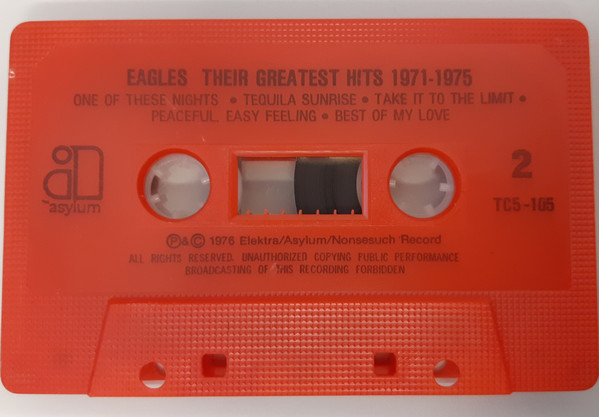 EAGLES THEIR GREATEST HITS 1971-1975
ONE OF THESE NIGHTS • TEQUILA SUNRISE • TAKE IT TO THE LIMIT •
PEACEFUL, EASY FEELING • BEST OF MY LOVE
2
TM asylum
TC5-105
Ⓟ&© 1976 Elektra/Asylum/Nonsesuch Record
ALL RIGHTS RESERVED. UNAUTHORIZED COPYING PUBLIC PERFORMANCE
BROADCASTING OF THIS RECORDING FORBIDDEN